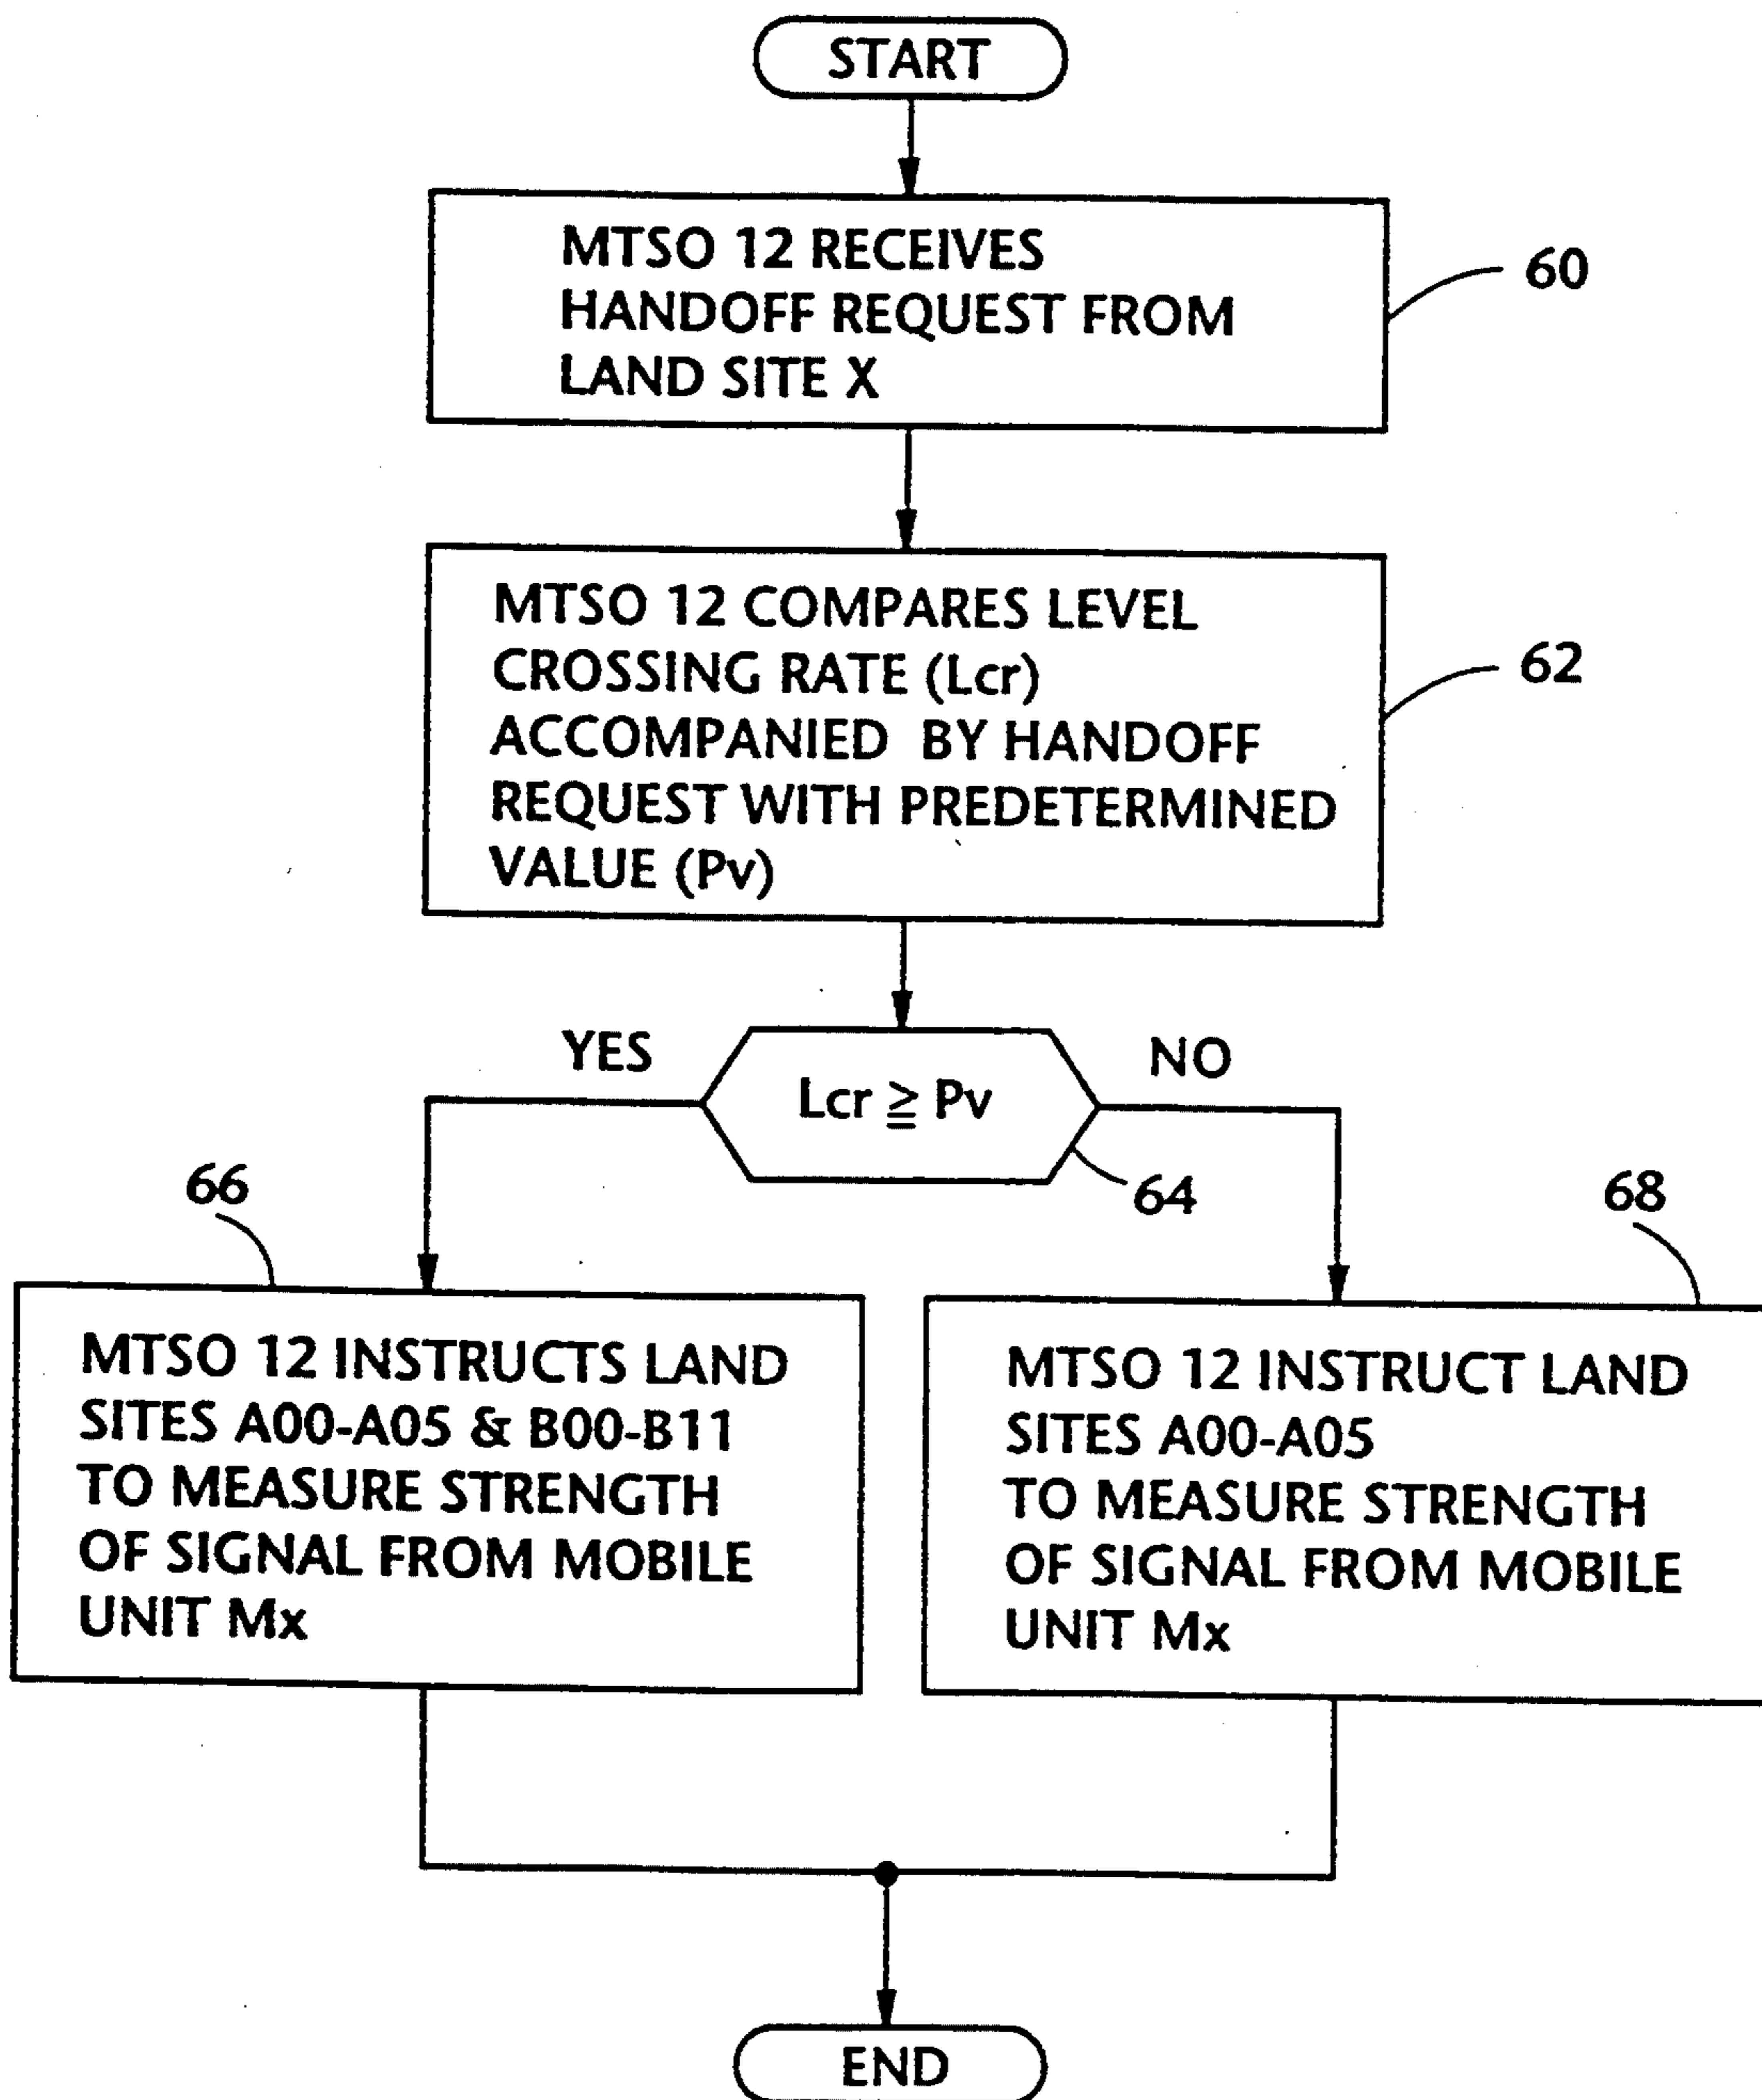 START
MTSO 12 RECEIVES
HANDOFF REQUEST FROM
LAND SITE X
60
MTSO 12 COMPARES LEVEL
CROSSING RATE (Lcr)
ACCOMPANIED BY HANDOFF
REQUEST WITH PREDETERMINED
VALUE (Pv)
62
YES
NO
Lcr ≧ Pv
64
66
68
MTSO 12 INSTRUCTS LAND
SITES A00-A05 & B00-B11
TO MEASURE STRENGTH
OF SIGNAL FROM MOBILE
UNIT Mx
MTSO 12 INSTRUCT LAND
SITES A00-A05
TO MEASURE STRENGTH
OF SIGNAL FROM MOBILE
UNIT Mx
END